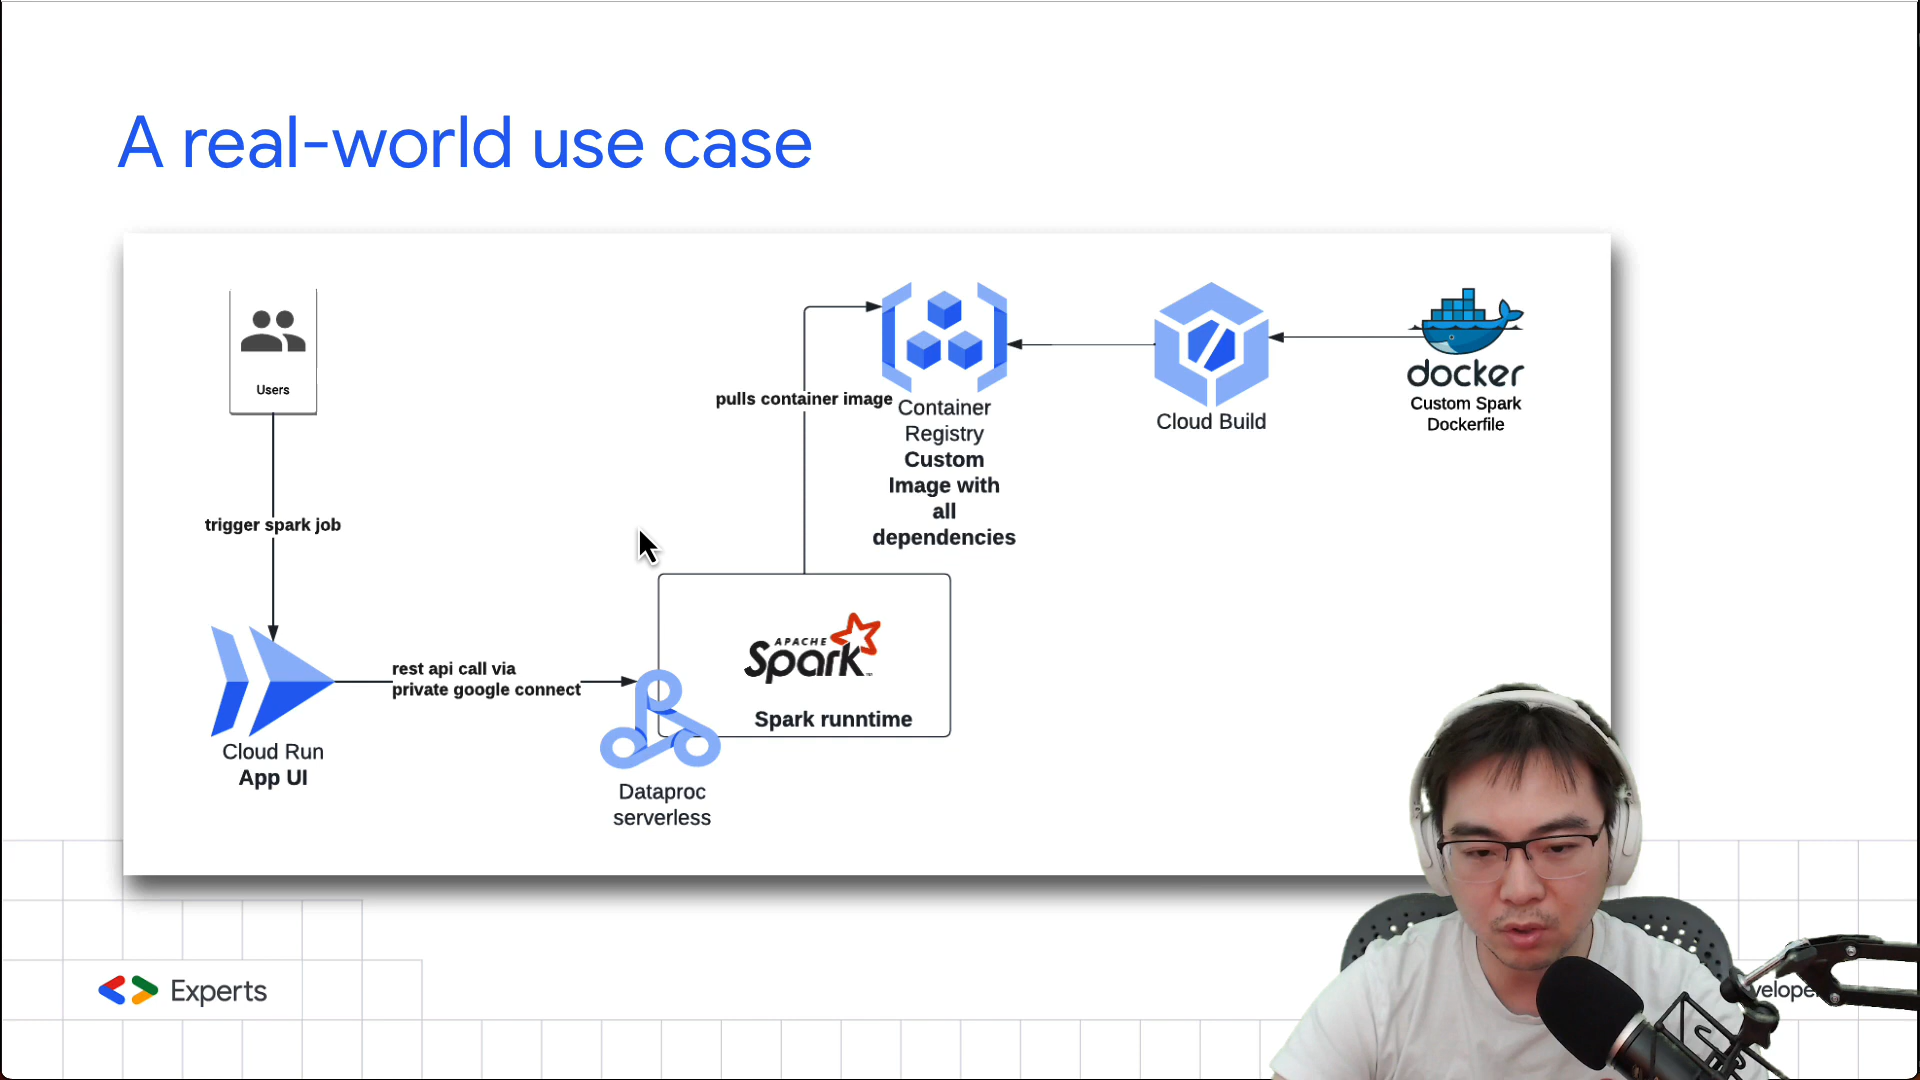 A real-world use case
Users
trigger spark job
Cloud Run
App UI
rest api call via
private google connect
Dataproc
serverless
APACHE
Spark
Spark runntime
pulls container image
Container
Registry
Custom
Image with
all
dependencies
Cloud Build
docker
Custom Spark
Dockerfile
Experts